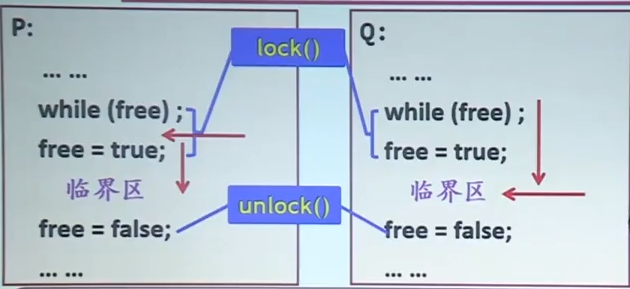 P:
... ...
while (free) ;
free = true;
临界区
free = false;
... ...
lock()
unlock()
Q:
... ...
while (free) ;
free = true;
临界区
free = false;
... ...